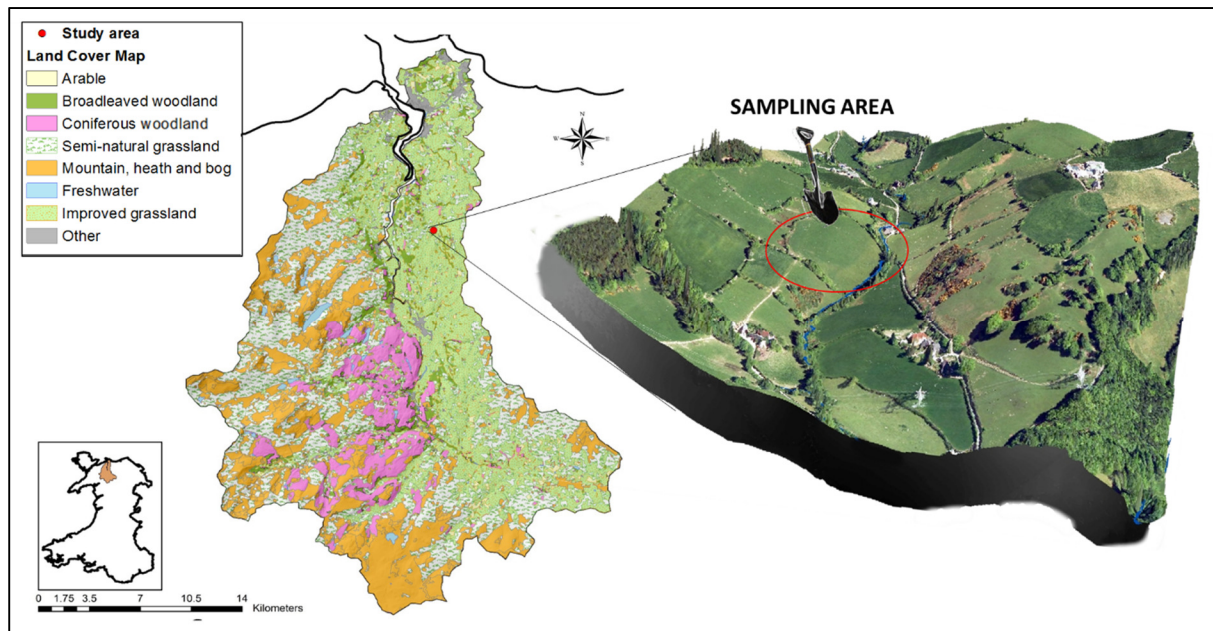 Study area
Land Cover Map
Arable
Broadleaved woodland
Coniferous woodland
Semi-natural grassland
Mountain, heath and bog
Freshwater
Improved grassland
Other
N
W E
S
SAMPLING AREA
0 1.75 3.5 7 10.5 14
Kilometers